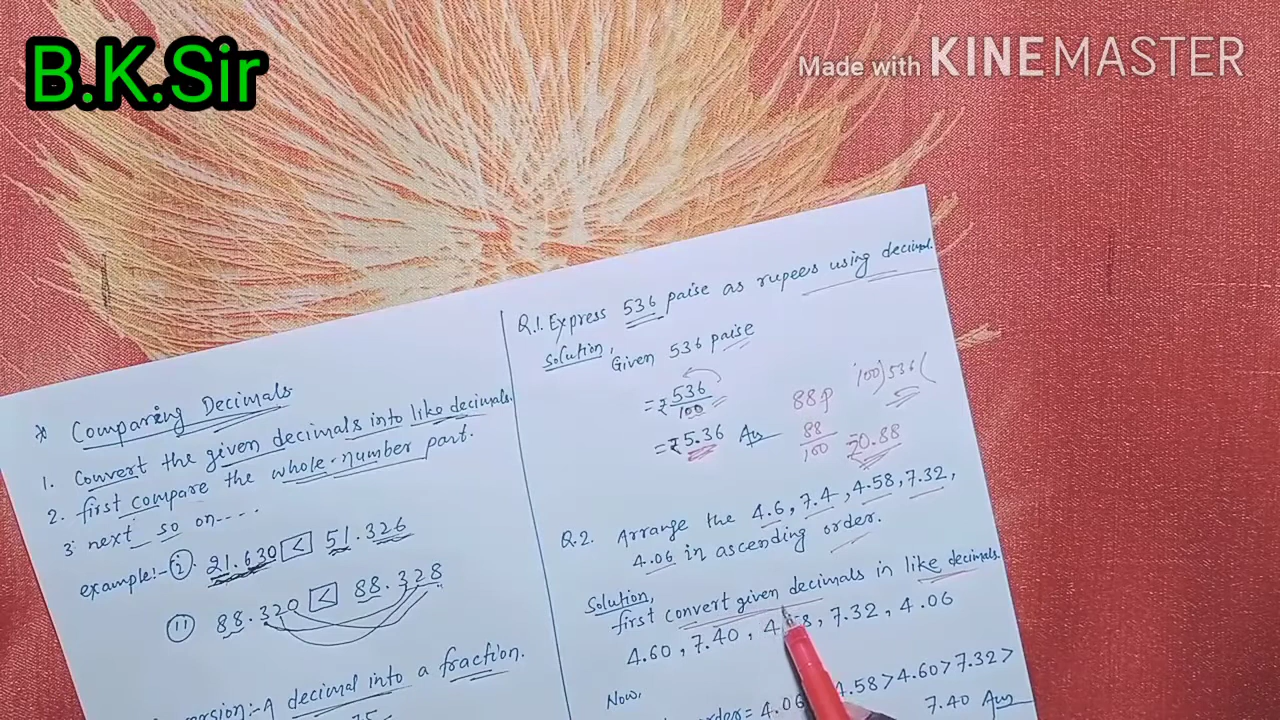 B.K.Sir
Made with KINEMASTER
* Comparing Decimals
1. Convert the given decimals into like decimals.
2. first compare the whole-number part.
3. next so on----.
example:- (i). 21.630 < 51.326
(ii) 88.320 < 88.328
:- A decimal into a fraction.
Q.1. Express 536 paise as rupees using decimal.
Solution, Given 536 paise
= ₹ 536/100
= ₹5.36 Ans
100)536(
88p
88/100 ₹0.88
Q.2. Arrange the 4.6, 7.4, 4.58, 7.32,
4.06 in ascending order.
Solution,
first convert given decimals in like decimals.
4.60, 7.40, 4.58, 7.32, 4.06
Now,
order = 4.06 4.58 > 4.60 > 7.32 >
7.40 Ans